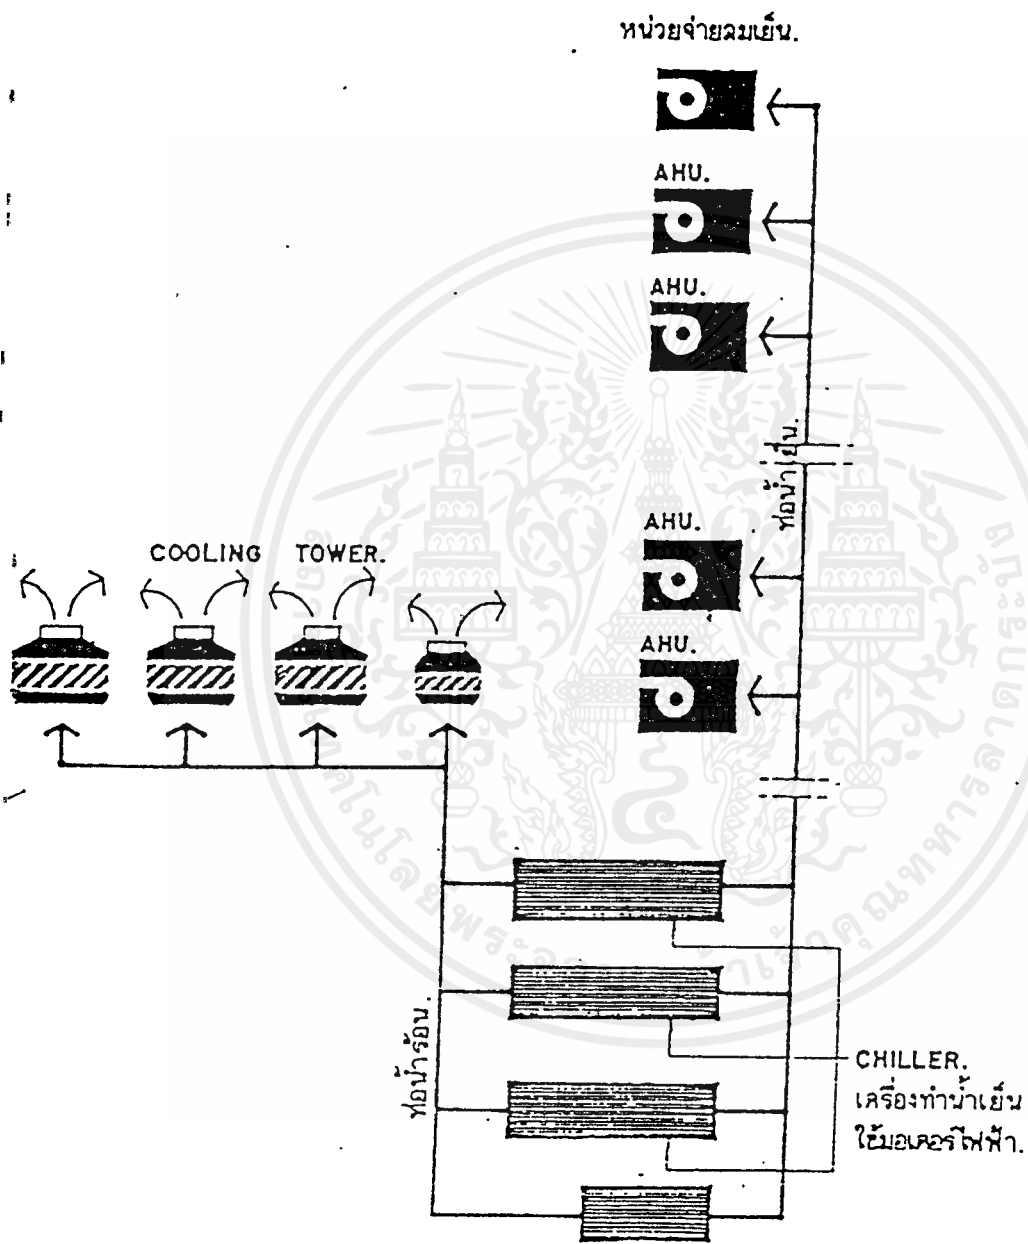 หน่วยจ่ายลมเย็น.
AHU.
AHU.
ท่อน้ำเย็น.
AHU.
COOLING TOWER.
AHU.
ท่อน้ำร้อน.
CHILLER.
เครื่องทำน้ำเย็น
ใช้มอเตอร์ไฟฟ้า.